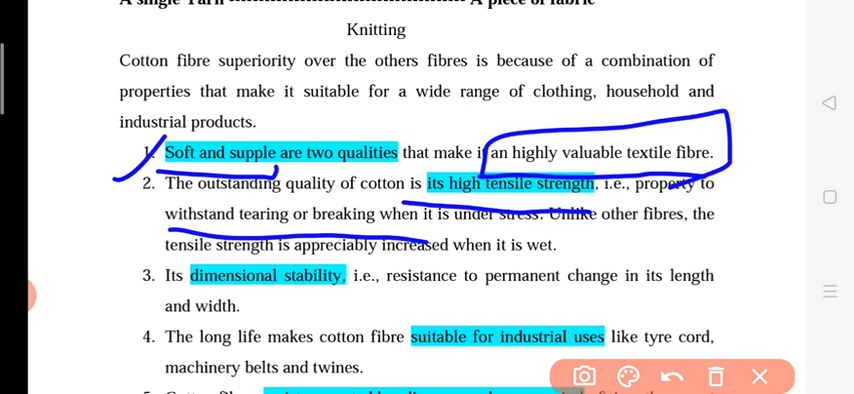 A single Yarn ---------------------------------------- A piece of fabric
Knitting
Cotton fibre superiority over the others fibres is because of a combination of
properties that make it suitable for a wide range of clothing, household and
industrial products.
1. Soft and supple are two qualities that make it an highly valuable textile fibre.
2. The outstanding quality of cotton is its high tensile strength, i.e., property to
withstand tearing or breaking when it is under stress. Unlike other fibres, the
tensile strength is appreciably increased when it is wet.
3. Its dimensional stability, i.e., resistance to permanent change in its length
and width.
4. The long life makes cotton fibre suitable for industrial uses like tyre cord,
machinery belts and twines.